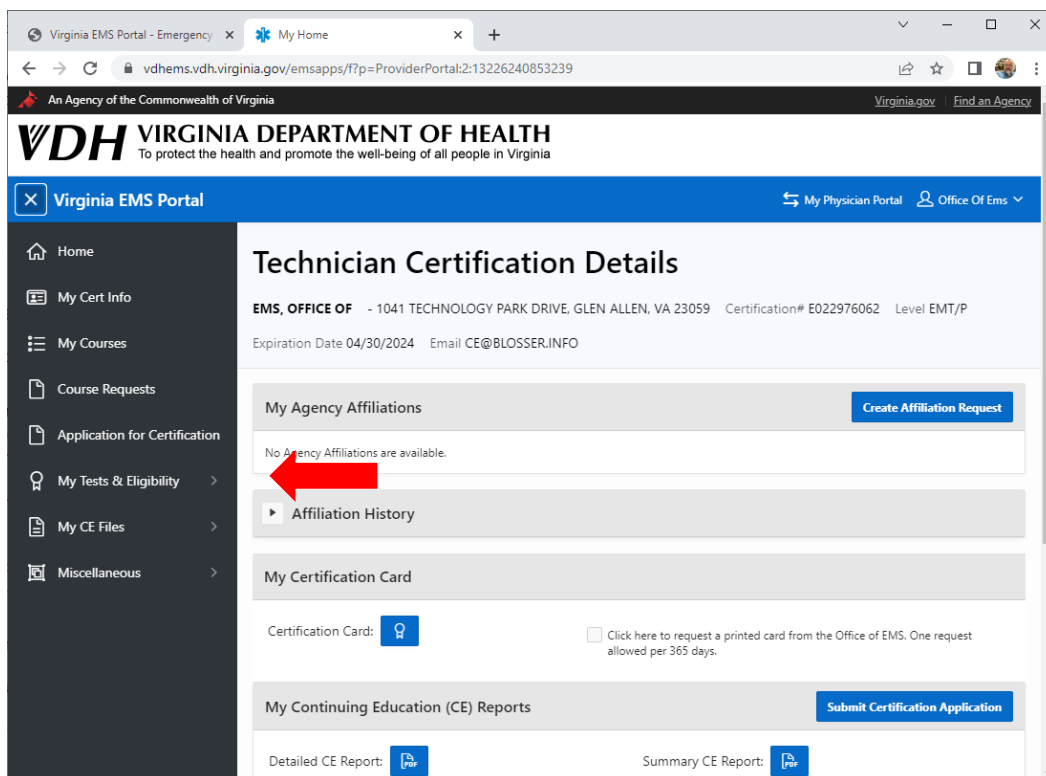 Virginia EMS Portal - Emergency
My Home
vdhems.vdh.virginia.gov/emsapps/f?p=ProviderPortal:2:13226240853239
An Agency of the Commonwealth of Virginia
Virginia.gov
Find an Agency
VDH VIRGINIA DEPARTMENT OF HEALTH
To protect the health and promote the well-being of all people in Virginia
Virginia EMS Portal
My Physician Portal
Office Of Ems
Home
My Cert Info
My Courses
Course Requests
Application for Certification
My Tests & Eligibility
My CE Files
Miscellaneous
Technician Certification Details
EMS, OFFICE OF - 1041 TECHNOLOGY PARK DRIVE, GLEN ALLEN, VA 23059 Certification# E022976062 Level EMT/P
Expiration Date 04/30/2024 Email CE@BLOSSER.INFO
My Agency Affiliations
Create Affiliation Request
No Agency Affiliations are available.
Affiliation History
My Certification Card
Certification Card:
Click here to request a printed card from the Office of EMS. One request
allowed per 365 days.
My Continuing Education (CE) Reports
Submit Certification Application
Detailed CE Report:
PDF
Summary CE Report:
PDF